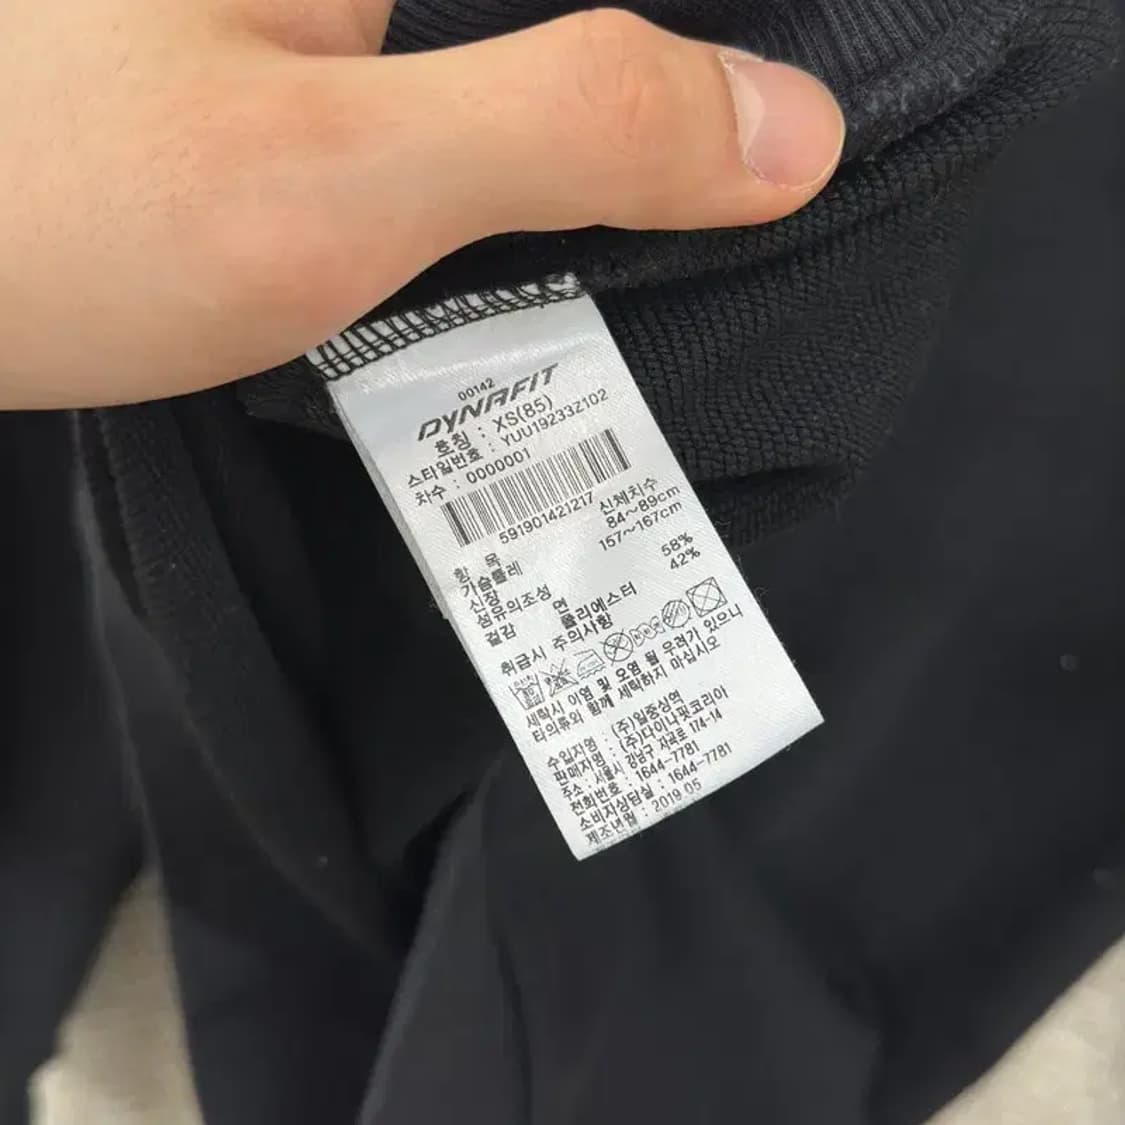 00142
DYNAFIT
호칭 : XS(85)
스타일번호 : YUU19233Z102
차수 : 0000001
591901421217
항 목 신체치수
가슴둘레 84~89cm
신장 157~167cm
섬유의조성
겉감 면 58%
폴리에스터 42%
취급시 주의사항
세탁시 이염 및 오염 될 우려가 있으니
타의류와 함께 세탁하지 마십시오
수입자명 : (주)일중심역
판매자명 : (주)다이나핏코리아
주소 : 서울시 강남구 자곡로 174-14
전화번호 : 1644-7781
소비자상담실 : 1644-7781
제조년월 : 2019 05